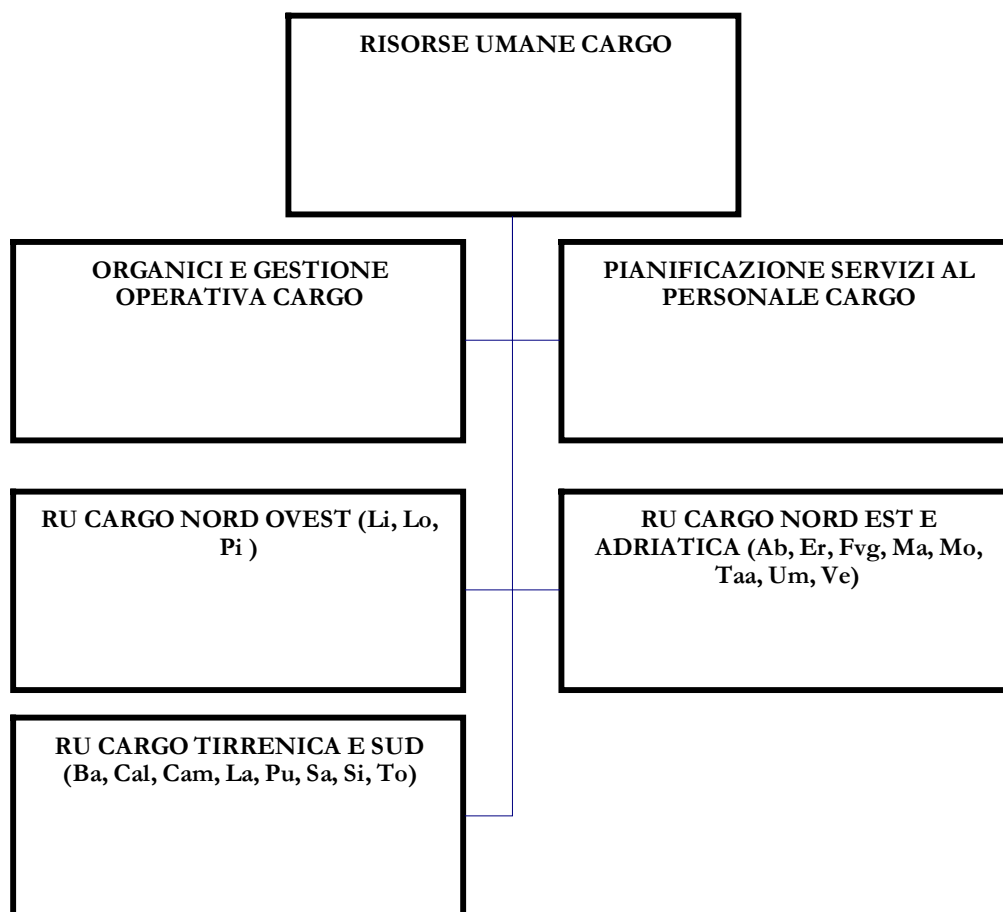 RISORSE UMANE CARGO
ORGANICI E GESTIONE
OPERATIVA CARGO
PIANIFICAZIONE SERVIZI AL
PERSONALE CARGO
RU CARGO NORD OVEST (Li, Lo,
Pi )
RU CARGO NORD EST E
ADRIATICA (Ab, Er, Fvg, Ma, Mo,
Taa, Um, Ve)
RU CARGO TIRRENICA E SUD
(Ba, Cal, Cam, La, Pu, Sa, Si, To)